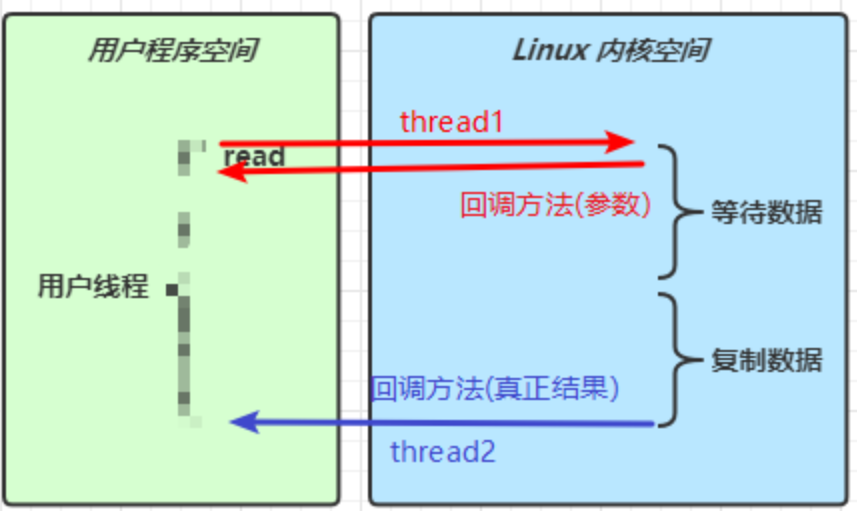 用户程序空间
Linux 内核空间
thread1
read
回调方法(参数)
等待数据
用户线程
复制数据
回调方法(真正结果)
thread2